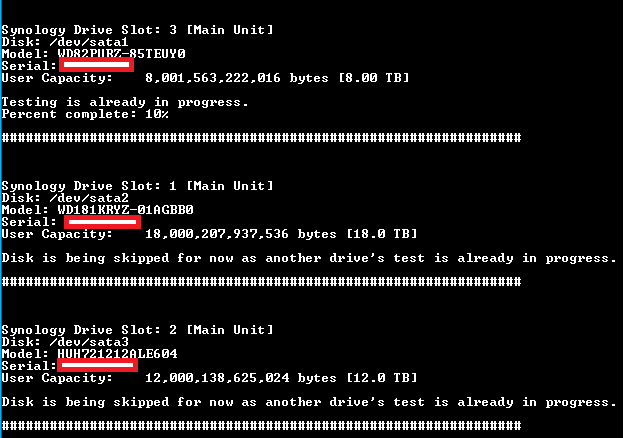 Synology Drive Slot: 3 [Main Unit]
Disk: /dev/sata1
Model: WD82PURZ-85TEUY0
Serial:
User Capacity:    8,001,563,222,016 bytes [8.00 TB]
Testing is already in progress.
Percent complete: 10%
#################################################################
Synology Drive Slot: 1 [Main Unit]
Disk: /dev/sata2
Model: WD181KRYZ-01AGBB0
Serial:
User Capacity:    18,000,207,937,536 bytes [18.0 TB]
Disk is being skipped for now as another drive's test is already in progress.
#################################################################
Synology Drive Slot: 2 [Main Unit]
Disk: /dev/sata3
Model: HUH721212ALE604
Serial:
User Capacity:    12,000,138,625,024 bytes [12.0 TB]
Disk is being skipped for now as another drive's test is already in progress.
#################################################################